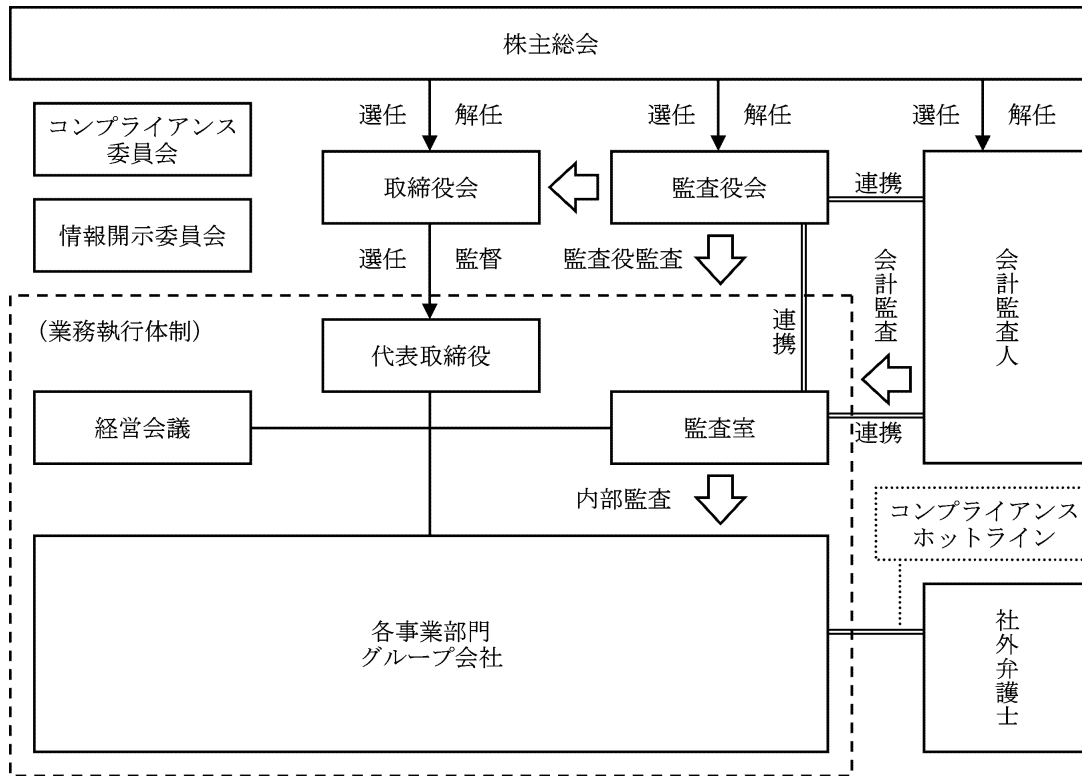 株主総会
選任
解任
選任
解任
選任
解任
コンプライアンス
委員会
取締役会
監査役会
連携
情報開示委員会
選任
監督
監査役監査
会計監査
会計監査人
（業務執行体制）
代表取締役
連携
経営会議
監査室
連携
内部監査
コンプライアンス
ホットライン
各事業部門
グループ会社
社外弁護士